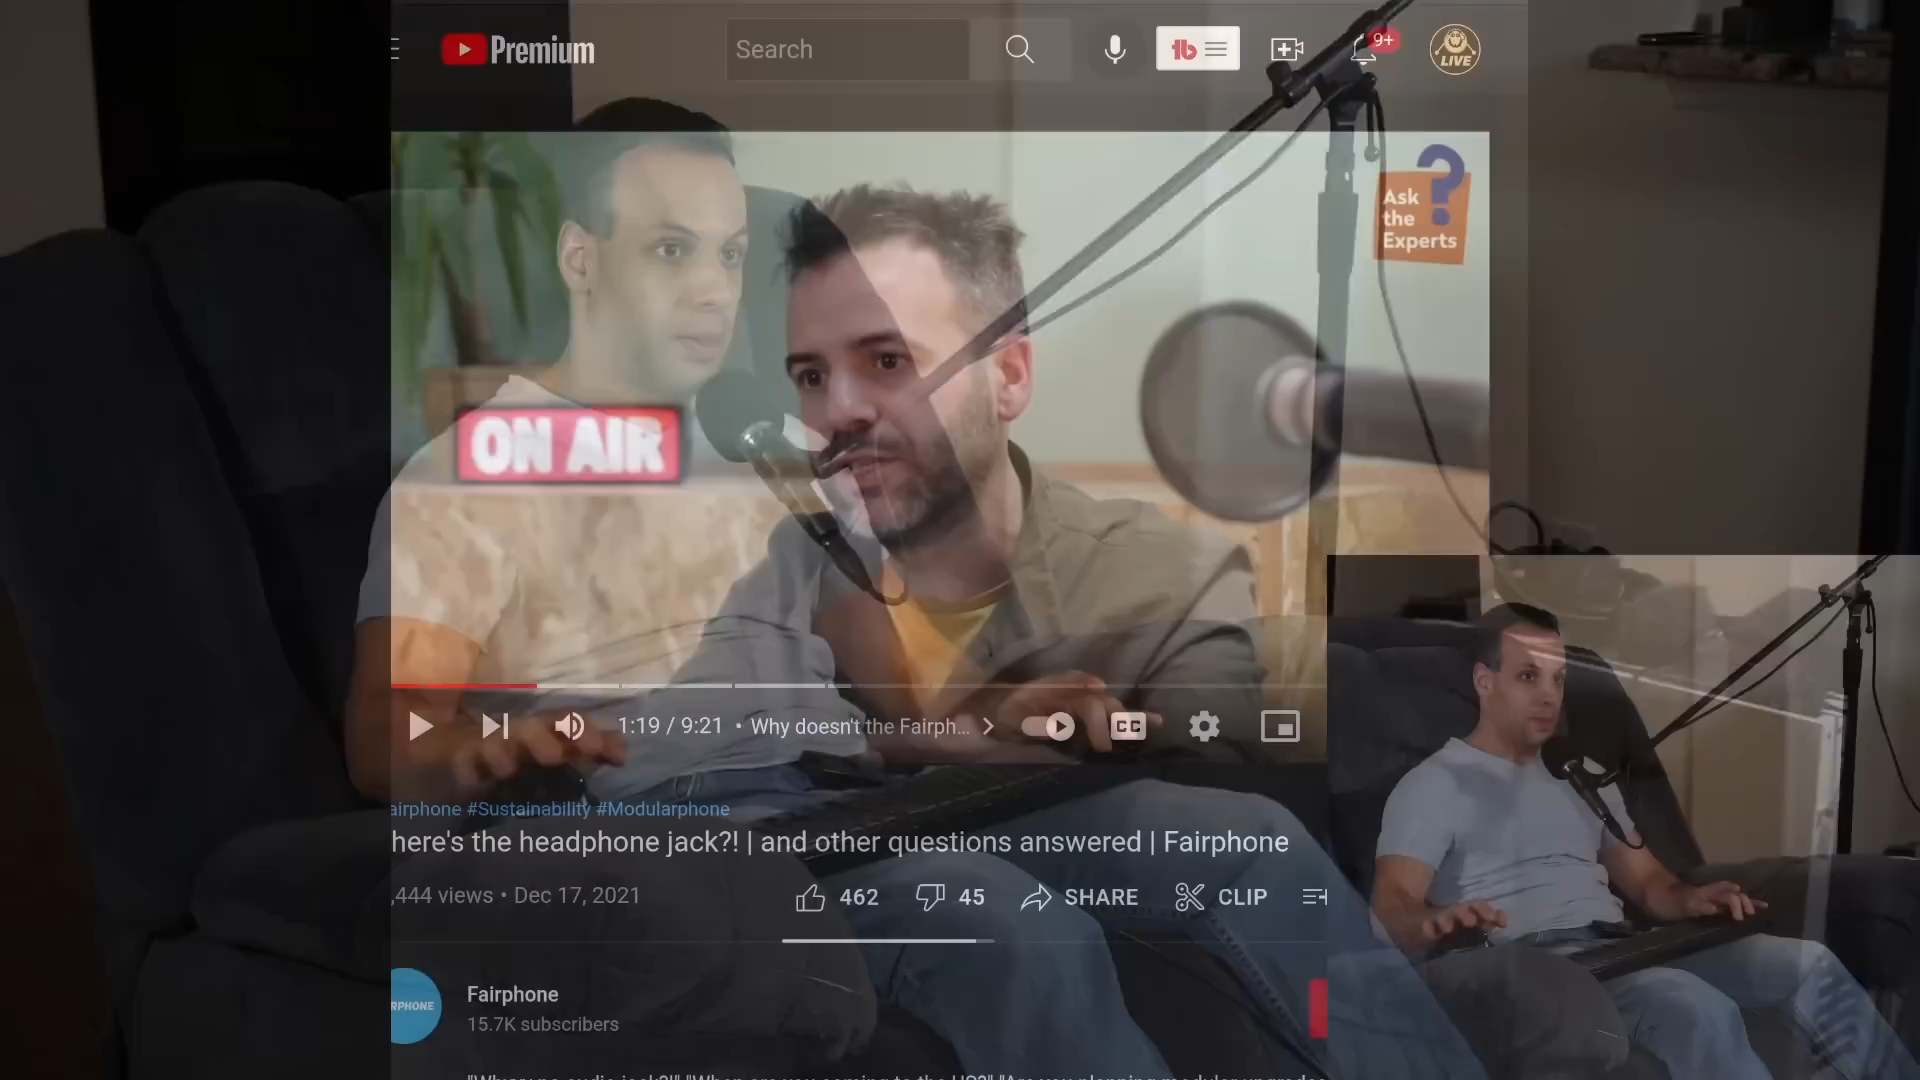 Premium
Search
9+
LIVE
Ask
the
Experts
ON AIR
1:19 / 9:21 • Why doesn't the Fairph...
CC
airphone #Sustainability #Modularphone
here's the headphone jack?! | and other questions answered | Fairphone
,444 views • Dec 17, 2021
462
45
SHARE
CLIP
RPHONE
Fairphone
15.7K subscribers